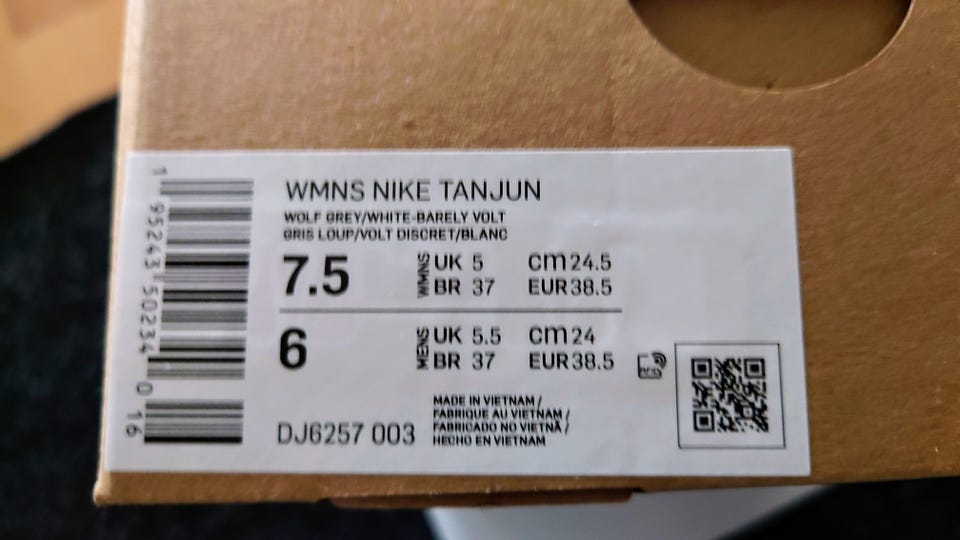 WMNS NIKE TANJUN
WOLF GREY/WHITE-BARELY VOLT
GRIS LOUP/VOLT DISCRET/BLANC
7.5 WMNS UK 5 CM 24.5
BR 37 EUR 38.5
6 MENS UK 5.5 CM 24
BR 37 EUR 38.5
RFID
DJ6257 003
MADE IN VIETNAM /
FABRIQUE AU VIETNAM /
FABRICADO NO VIETNÃ /
HECHO EN VIETNAM
1 95243 50234 0 16